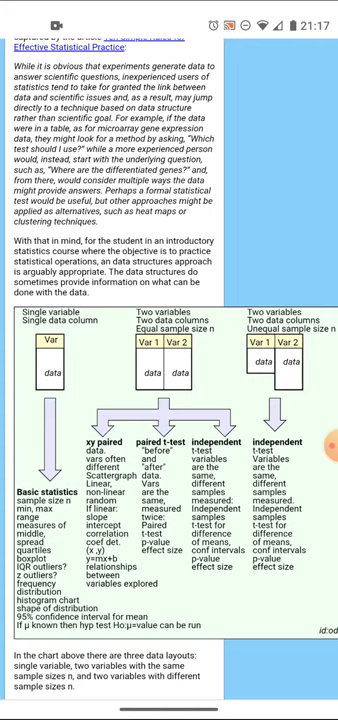 21:17
captured by the article Ten Simple Rules for
Effective Statistical Practice:
While it is obvious that experiments generate data to
answer scientific questions, inexperienced users of
statistics tend to take for granted the link between
data and scientific issues and, as a result, may jump
directly to a technique based on data structure
rather than scientific goal. For example, if the data
were in a table, as for microarray gene expression
data, they might look for a method by asking, “Which
test should I use?” while a more experienced person
would, instead, start with the underlying question,
such as, “Where are the differentiated genes?” and,
from there, would consider multiple ways the data
might provide answers. Perhaps a formal statistical
test would be useful, but other approaches might be
applied as alternatives, such as heat maps or
clustering techniques.
With that in mind, for the student in an introductory
statistics course where the objective is to practice
statistical operations, an data structures approach
is arguably appropriate. The data structures do
sometimes provide information on what can be
done with the data.
Single variable
Single data column
Var
data
Two variables
Two data columns
Equal sample size n
Var 1 Var 2
data data
Two variables
Two data columns
Unequal sample size n
Var 1 Var 2
data data
Basic statistics
sample size n
min, max
range
measures of
middle,
spread
quartiles
boxplot
IQR outliers?
z outliers?
frequency
distribution
histogram chart
shape of distribution
95% confidence interval for mean
If μ known then hyp test Ho:μ=value can be run
xy paired
data.
vars often
different
Scattergraph
Linear,
non-linear
random
If linear:
slope
intercept
correlation
coef det.
(x ,y)
y=mx+b
relationships
between
variables explored
paired t-test
"before"
and
"after"
data.
Vars
are the
same,
measured
twice:
Paired
t-test
p-value
effect size
independent
t-test
variables
are the
same,
different
samples
measured:
Independent
samples
t-test for
difference
of means,
conf intervals
p-value
effect size
independent
t-test
Variables
are the
same,
different
samples
measured.
Independent
samples
t-test for
difference
of means,
conf intervals
p-value
effect size
id:od
In the chart above there are three data layouts:
single variable, two variables with the same
sample sizes n, and two variables with different
sample sizes n.